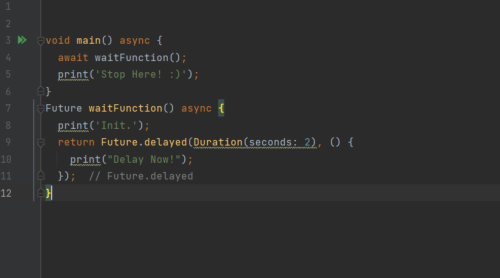 1
2
3 void main() async {
4 await waitFunction();
5 print('Stop Here! :)');
6 }
7 Future waitFunction() async {
8 print('Init.');
9 return Future.delayed(Duration(seconds: 2), () {
10 print("Delay Now!");
11 }); // Future.delayed
12 }